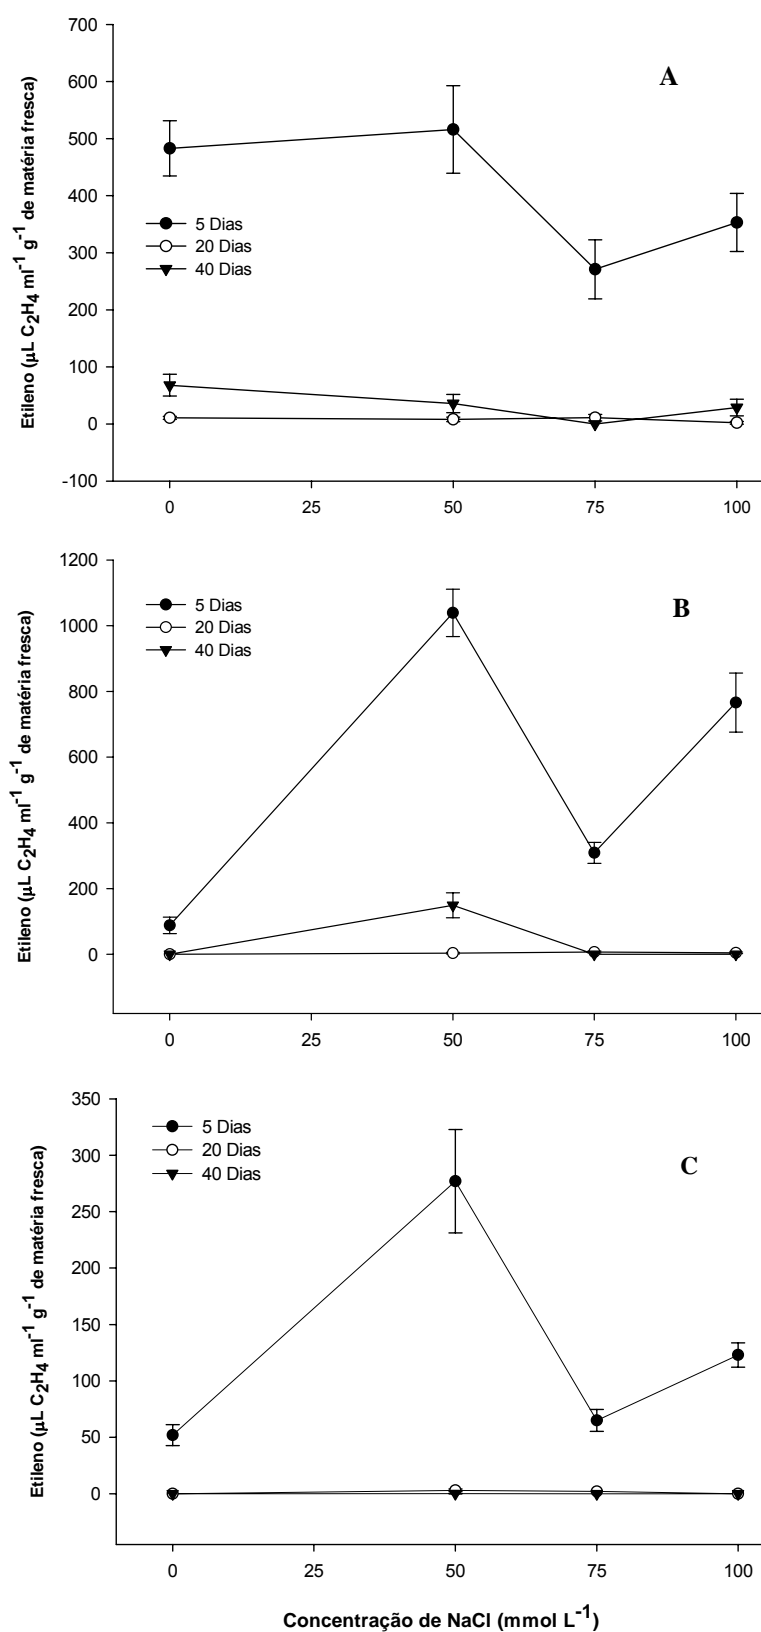 700
A
600
500
400
5 Dias
20 Dias
40 Dias
300
200
100
0
-100
0 25 50 75 100
Etileno (µL C2H4 ml-1 g-1 de matéria fresca)
1200
5 Dias
20 Dias
40 Dias
B
1000
800
600
400
200
0
0 25 50 75 100
Etileno (µL C2H4 ml-1 g-1 de matéria fresca)
350
5 Dias
20 Dias
40 Dias
C
300
250
200
150
100
50
0
0 25 50 75 100
Etileno (µL C2H4 ml-1 g-1 de matéria fresca)
Concentração de NaCl (mmol L-1)